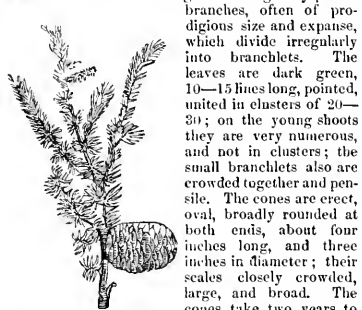 branches, often of pro-
digious size and expanse,
which divide irregularly
into branchlets. The
leaves are dark green,
10—15 lines long, pointed,
united in clusters of 20—
30; on the young shoots
they are very numerous,
and not in clusters; the
small branchlets also are
crowded together and pen-
sile. The cones are erect,
oval, broadly rounded at
both ends, about four
inches long, and three
inches in diameter; their
scales closely crowded,
large, and broad. The
cones take two years to